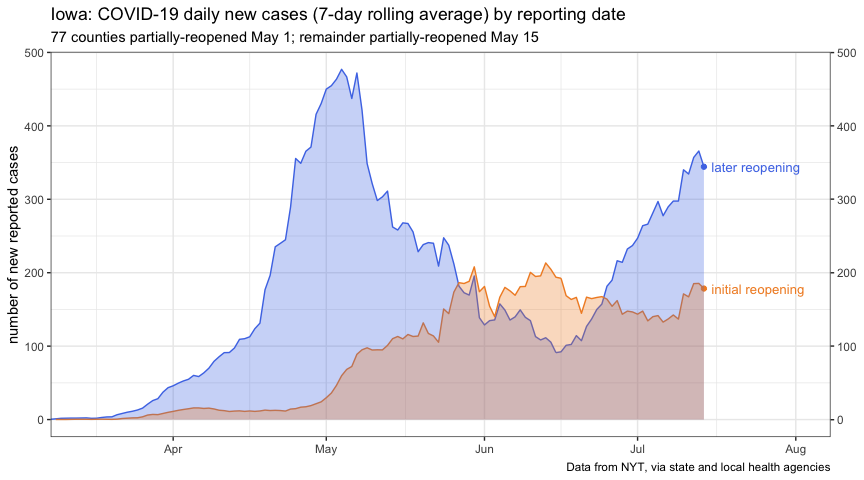 Iowa: COVID-19 daily new cases (7-day rolling average) by reporting date
77 counties partially-reopened May 1; remainder partially-reopened May 15
number of new reported cases
500
400
300
200
100
0
500
400
300
200
100
0
later reopening
initial reopening
Apr May Jun Jul Aug
Data from NYT, via state and local health agencies